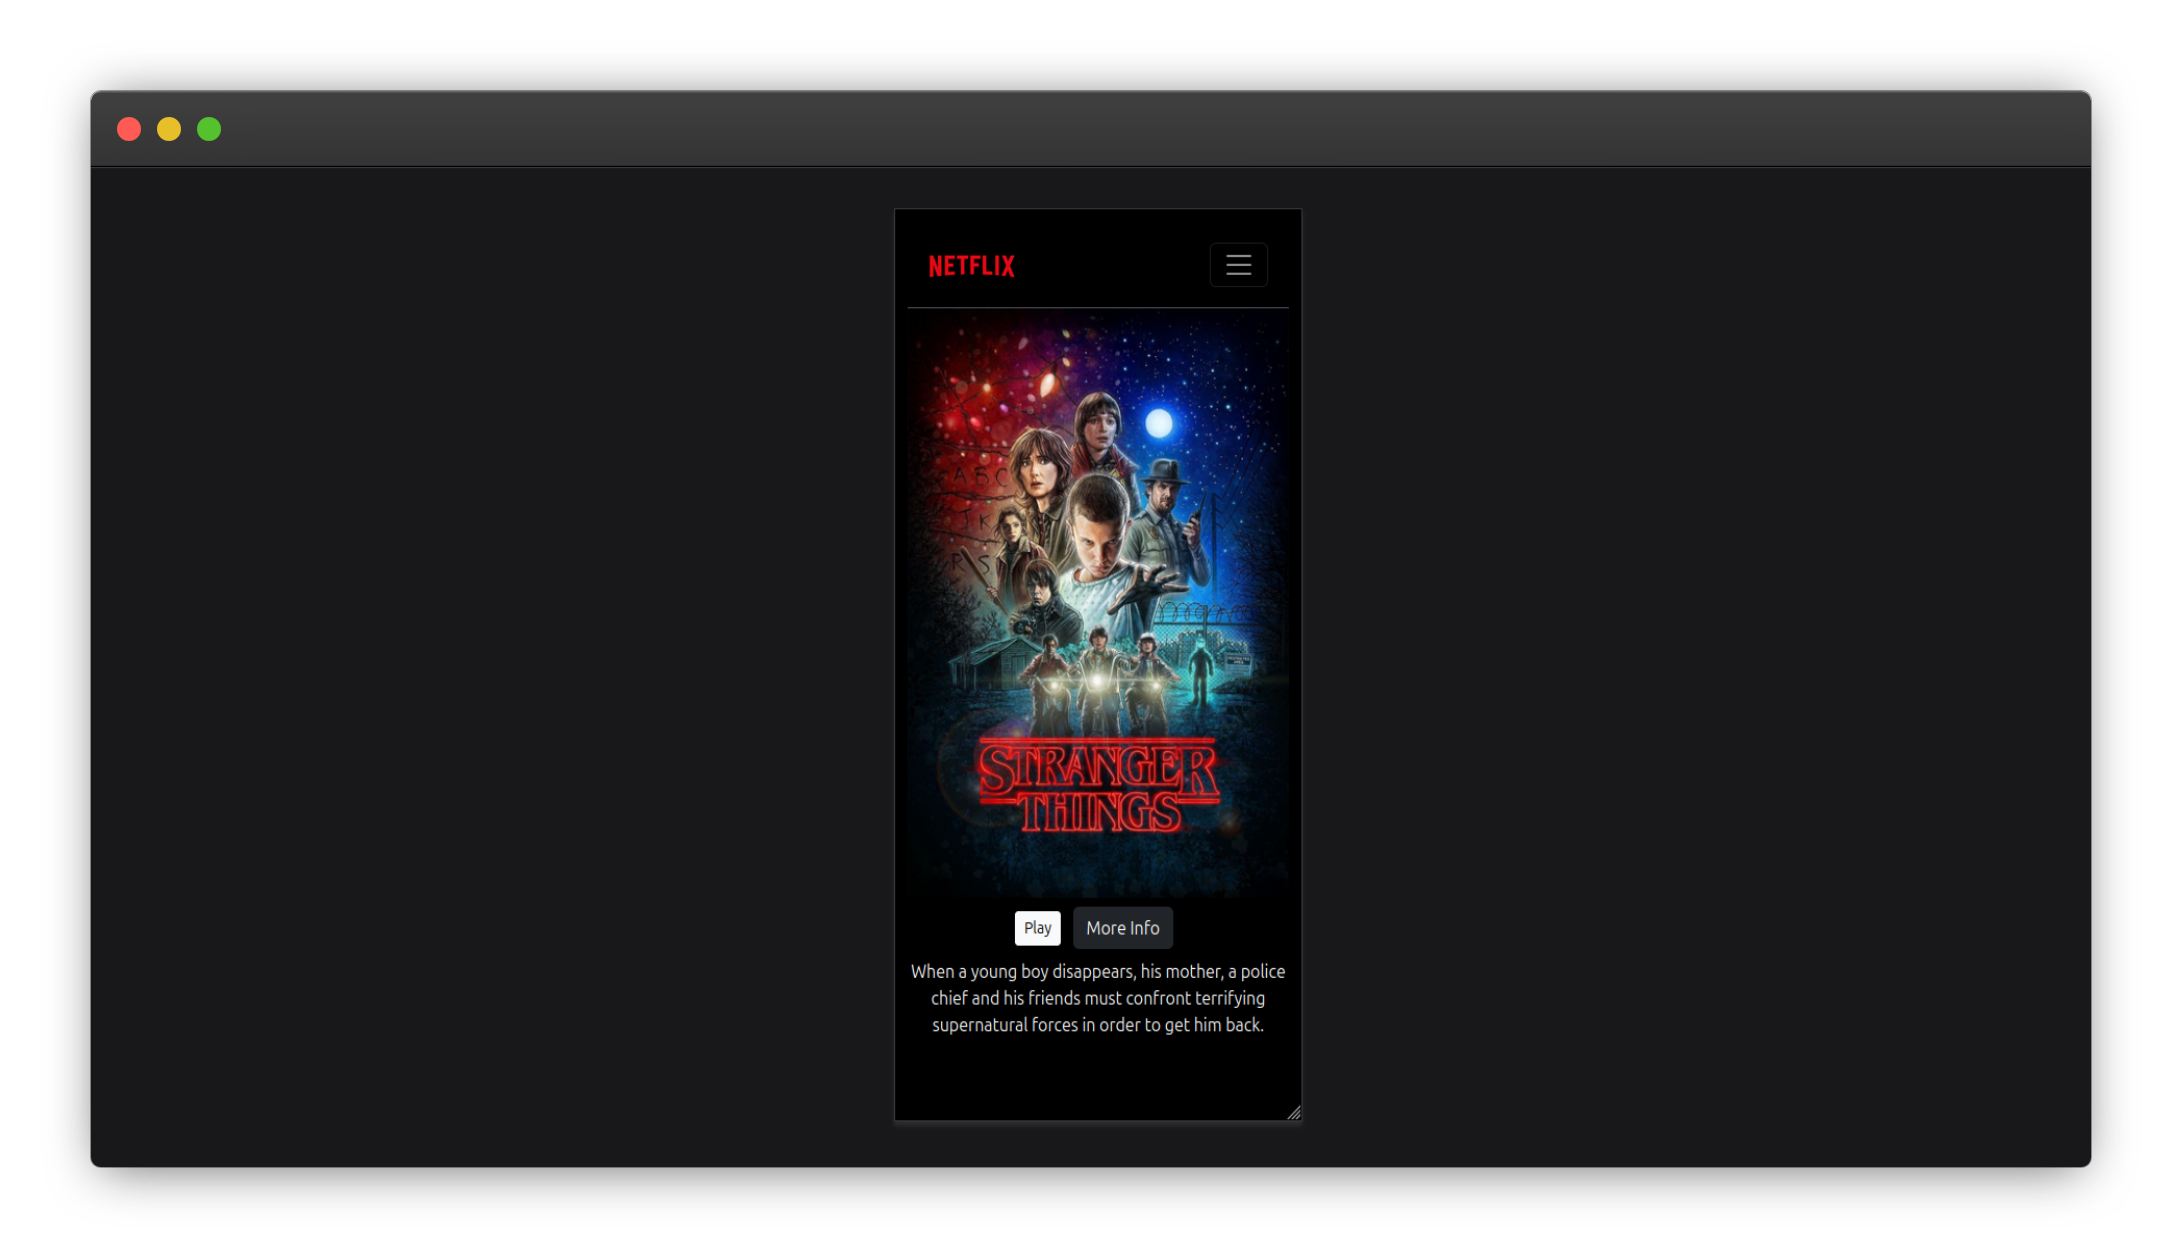 NETFLIX
A B C
J K
R S
STRANGER
THINGS
Play
More Info
When a young boy disappears, his mother, a police
chief and his friends must confront terrifying
supernatural forces in order to get him back.